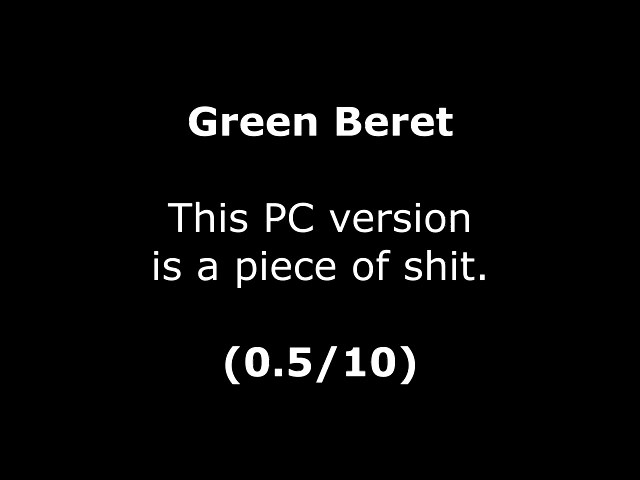 Green Beret
This PC version
is a piece of shit.
(0.5/10)